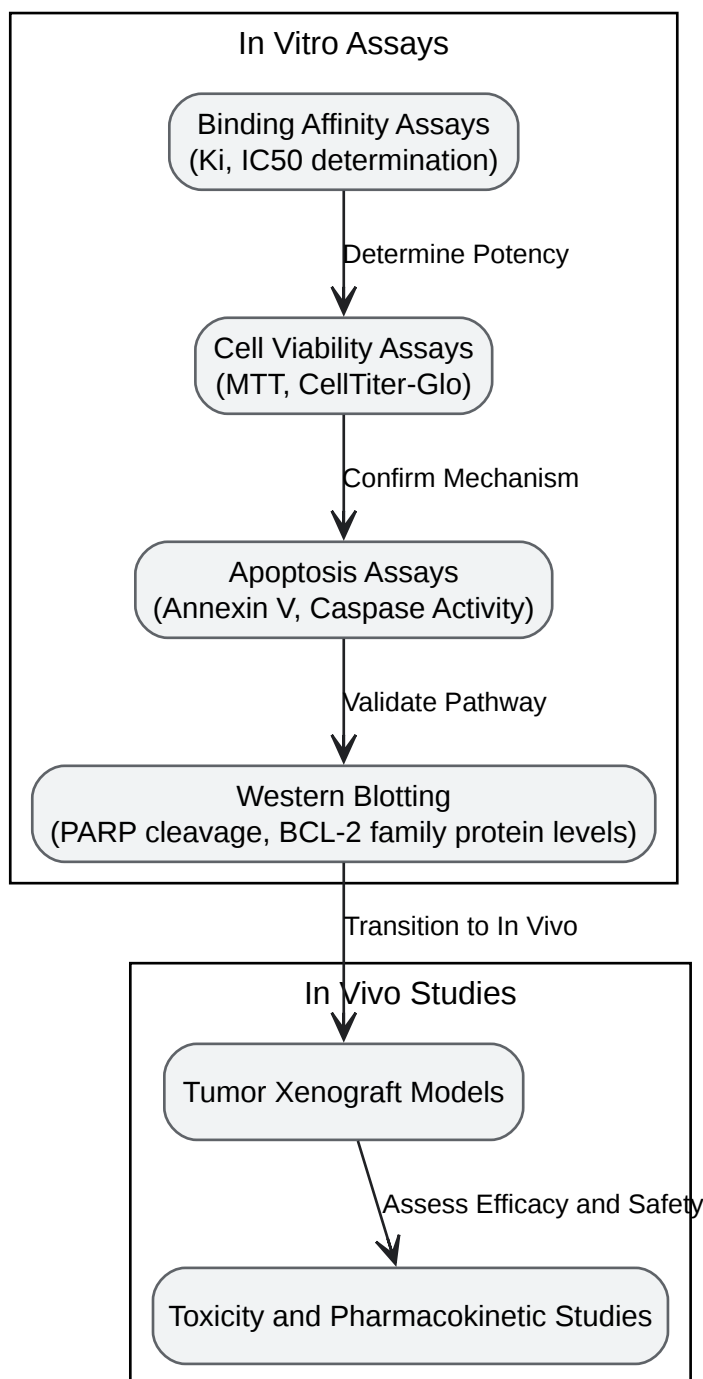 In Vitro Assays
Binding Affinity Assays
(Ki, IC50 determination)
Determine Potency
Cell Viability Assays
(MTT, CellTiter-Glo)
Confirm Mechanism
Apoptosis Assays
(Annexin V, Caspase Activity)
Validate Pathway
Western Blotting
(PARP cleavage, BCL-2 family protein levels)
Transition to In Vivo
In Vivo Studies
Tumor Xenograft Models
Assess Efficacy and Safety
Toxicity and Pharmacokinetic Studies